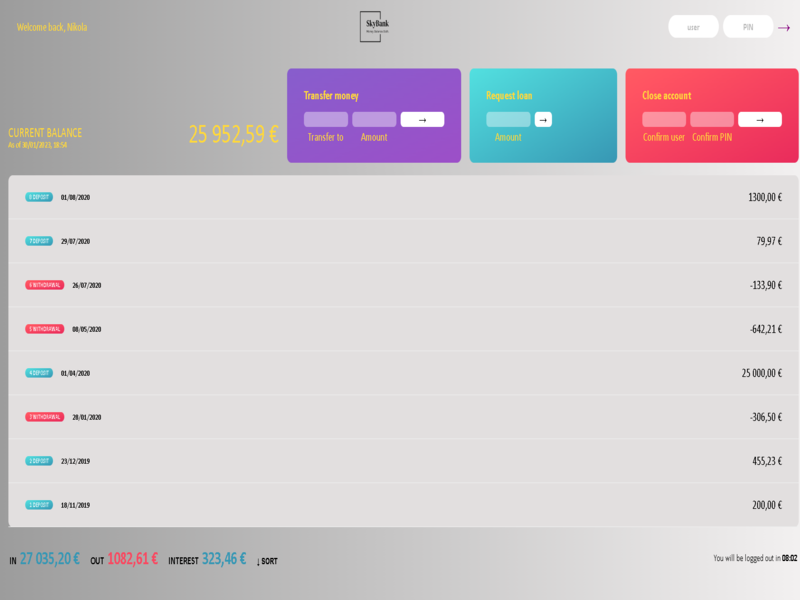 Welcome back, Nikola
SkyBank
user
PIN
→
CURRENT BALANCE
As of 30/01/2023, 18:54
25 952,59 €
Transfer money
→
Transfer to
Amount
Request loan
→
Amount
Close account
→
Confirm user
Confirm PIN
8 DEPOSIT 01/08/2020 1300,00 €
7 DEPOSIT 29/07/2020 79,97 €
6 WITHDRAWAL 26/07/2020 -133,90 €
5 WITHDRAWAL 08/05/2020 -642,21 €
4 DEPOSIT 01/04/2020 25 000,00 €
3 WITHDRAWAL 28/01/2020 -306,50 €
2 DEPOSIT 23/12/2019 455,23 €
1 DEPOSIT 18/11/2019 200,00 €
IN 27 035,20 € OUT 1082,61 € INTEREST 323,46 € ↓ SORT
You will be logged out in 08:02